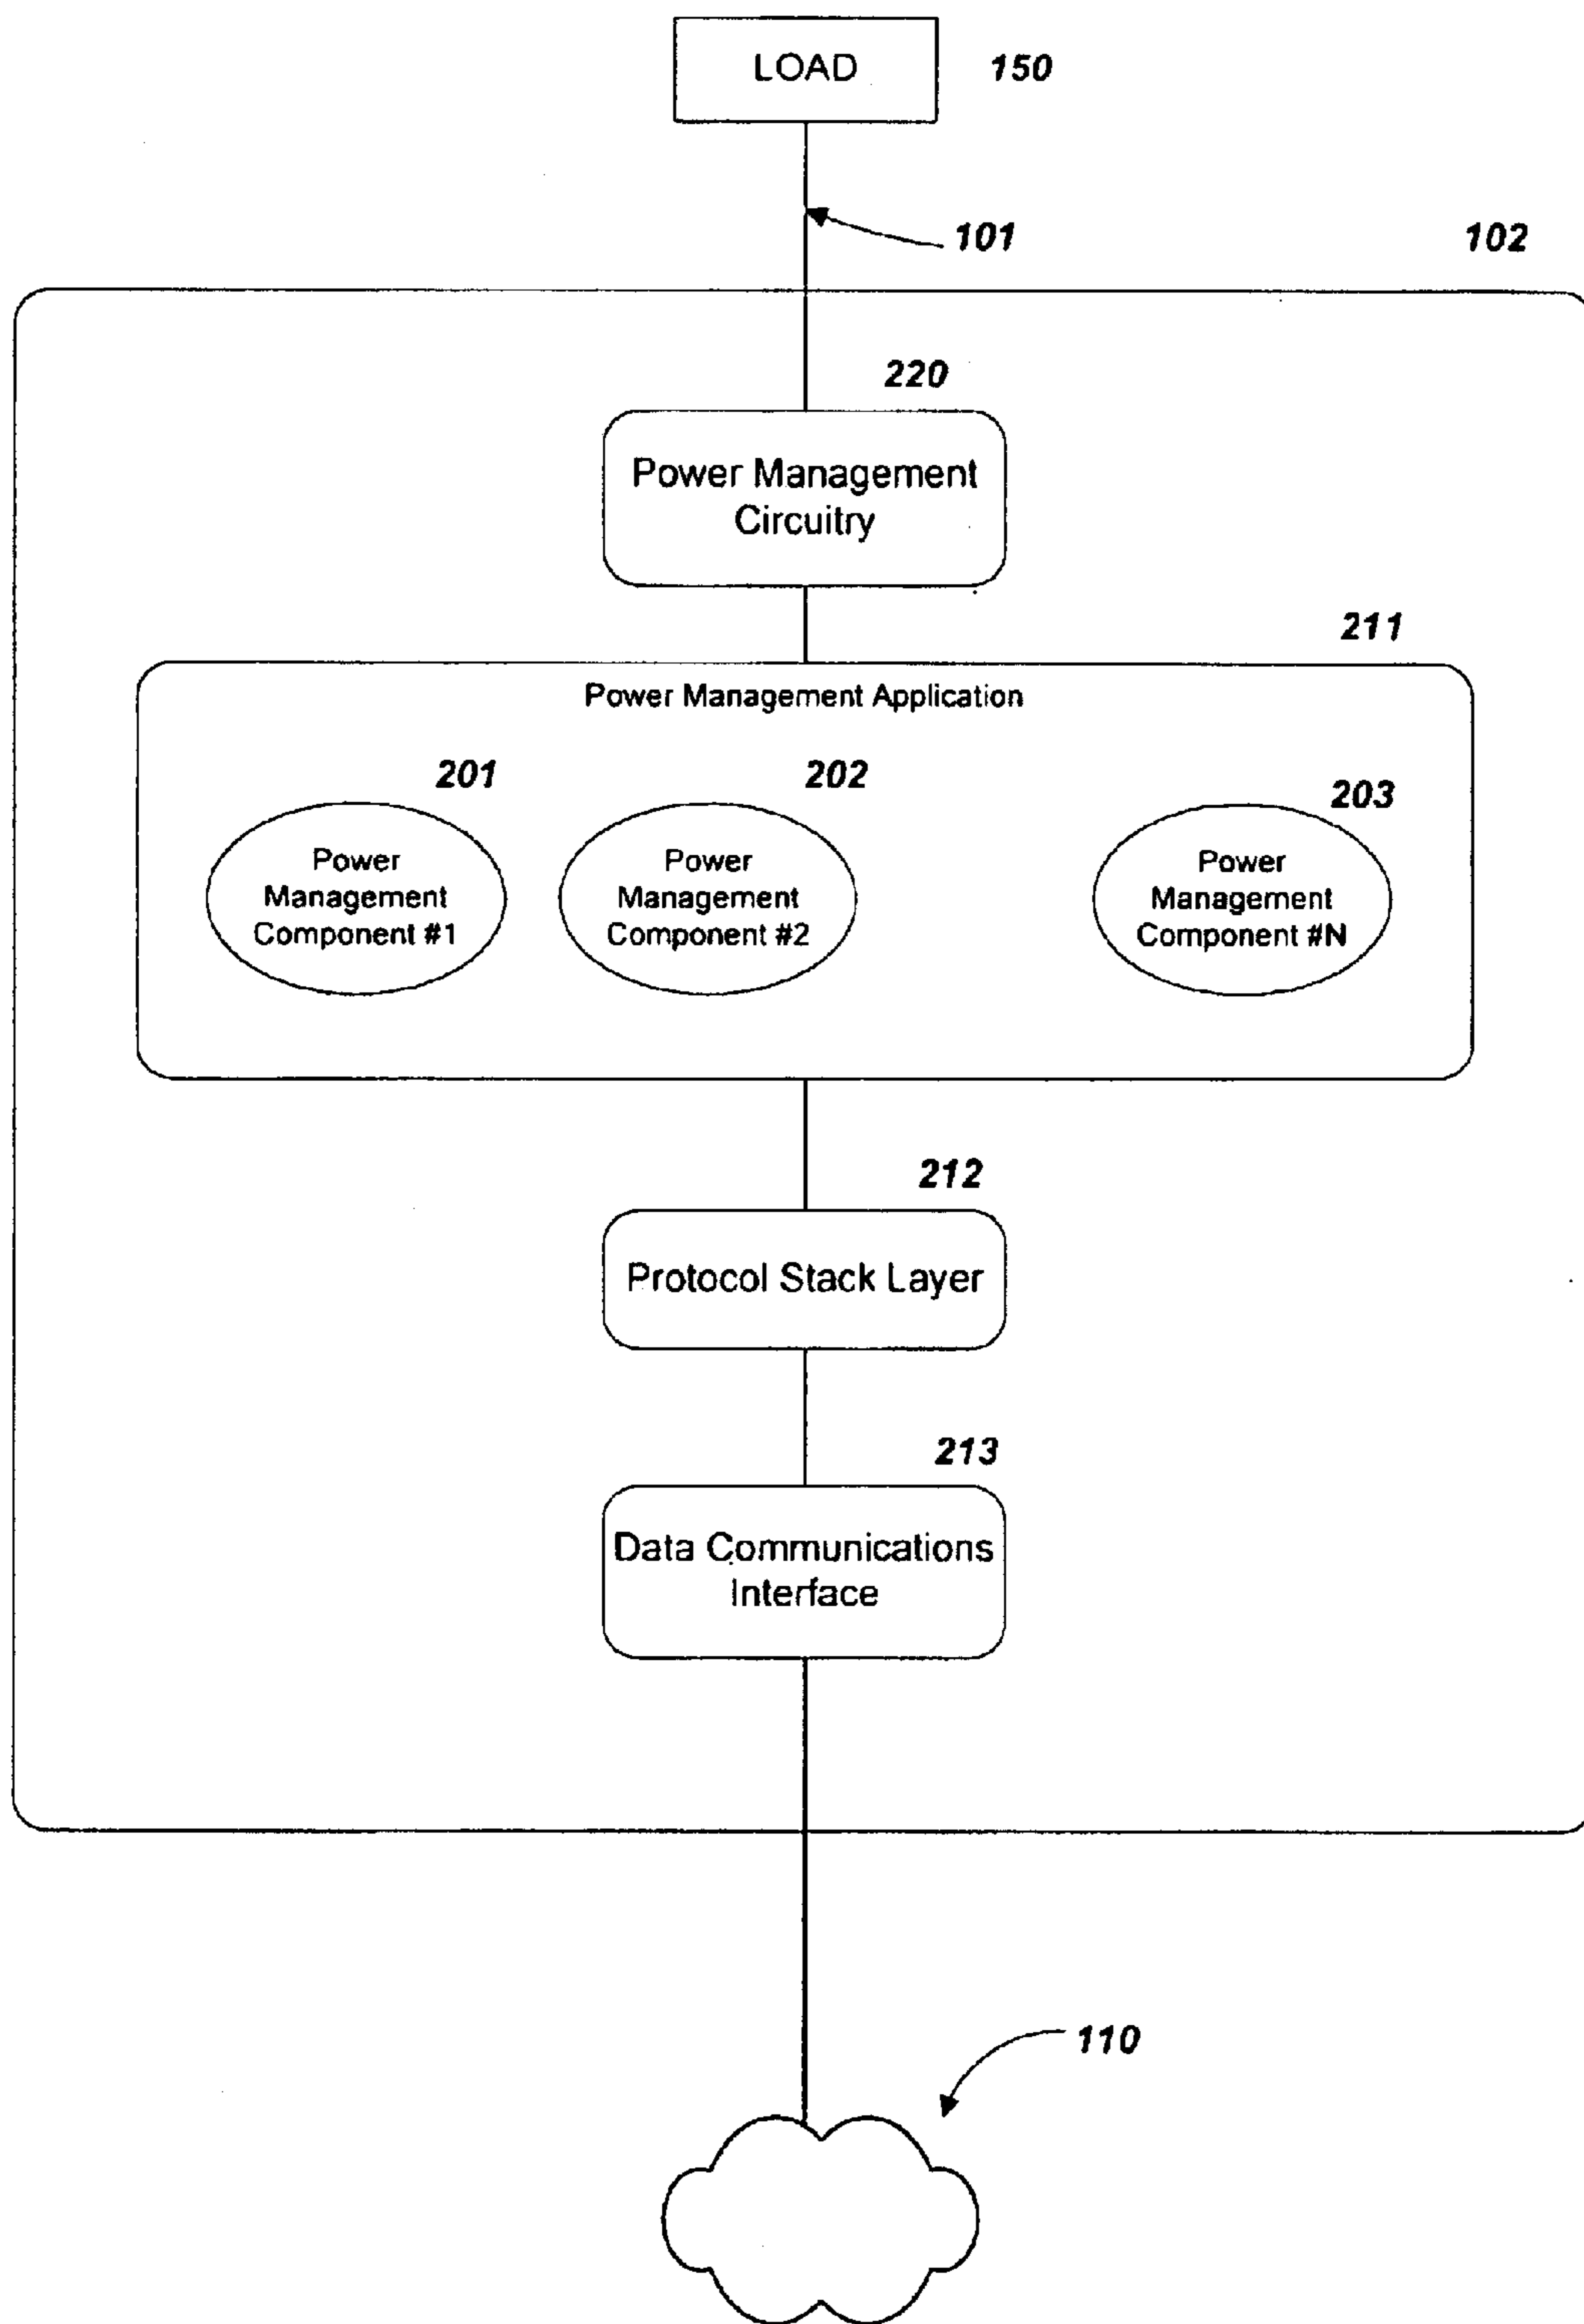 LOAD
150
101
102
220
Power Management
Circuitry
211
Power Management Application
201
202
203
Power
Management
Component #1
Power
Management
Component #2
Power
Management
Component #N
212
Protocol Stack Layer
213
Data Communications
Interface
110